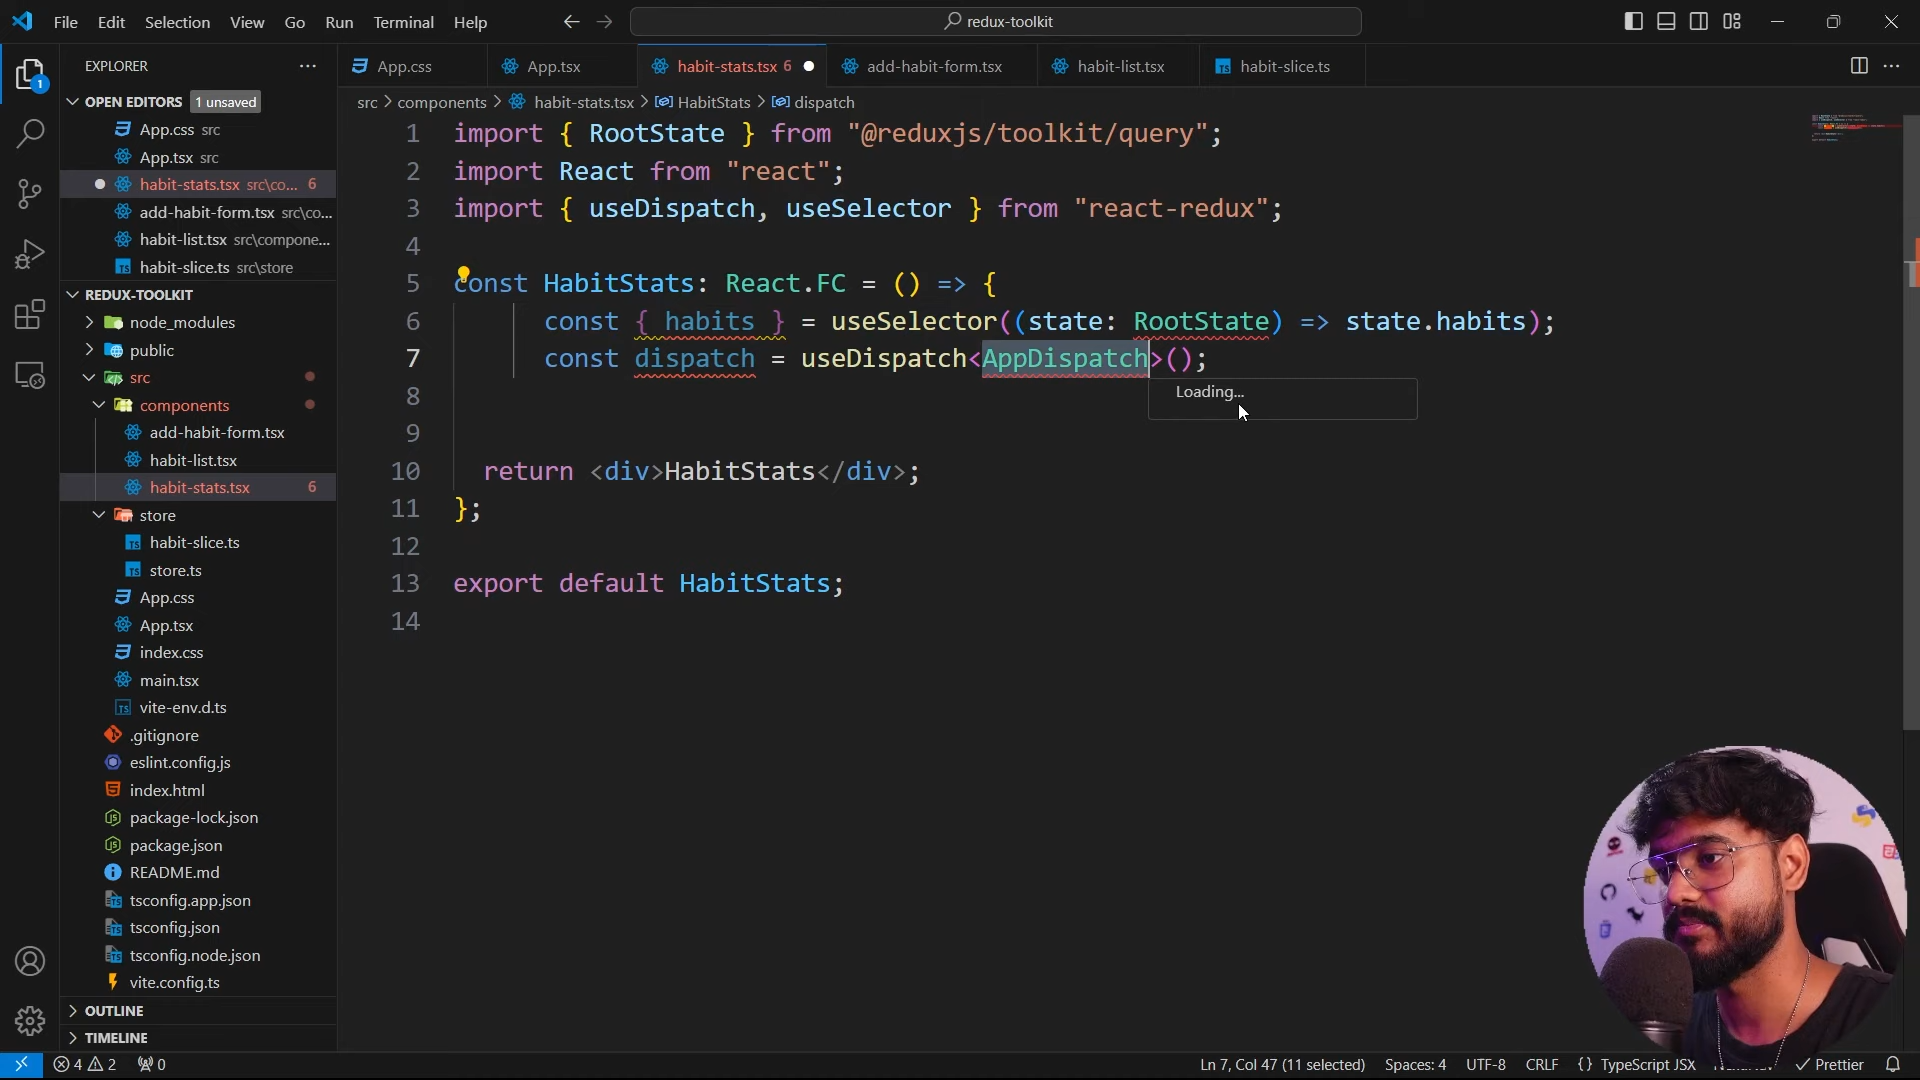 File Edit Selection View Go Run Terminal Help
redux-toolkit
EXPLORER
OPEN EDITORS 1 unsaved
App.css src
App.tsx src
habit-stats.tsx src\co... 6
add-habit-form.tsx src\co...
habit-list.tsx src\compone...
habit-slice.ts src\store
REDUX-TOOLKIT
node_modules
public
src
components
add-habit-form.tsx
habit-list.tsx
habit-stats.tsx 6
store
habit-slice.ts
store.ts
App.css
App.tsx
index.css
main.tsx
vite-env.d.ts
.gitignore
eslint.config.js
index.html
package-lock.json
package.json
README.md
tsconfig.app.json
tsconfig.json
tsconfig.node.json
vite.config.ts
OUTLINE
TIMELINE
App.css App.tsx habit-stats.tsx 6 add-habit-form.tsx habit-list.tsx habit-slice.ts
src > components > habit-stats.tsx > HabitStats > dispatch
1 import { RootState } from "@reduxjs/toolkit/query";
2 import React from "react";
3 import { useDispatch, useSelector } from "react-redux";
4
5 const HabitStats: React.FC = () => {
6 const { habits } = useSelector((state: RootState) => state.habits);
7 const dispatch = useDispatch<AppDispatch>();
Loading...
8
9
10 return <div>HabitStats</div>;
11 };
12
13 export default HabitStats;
14
4 2 0 Ln 7, Col 47 (11 selected) Spaces: 4 UTF-8 CRLF {} TypeScript JSX Prettier